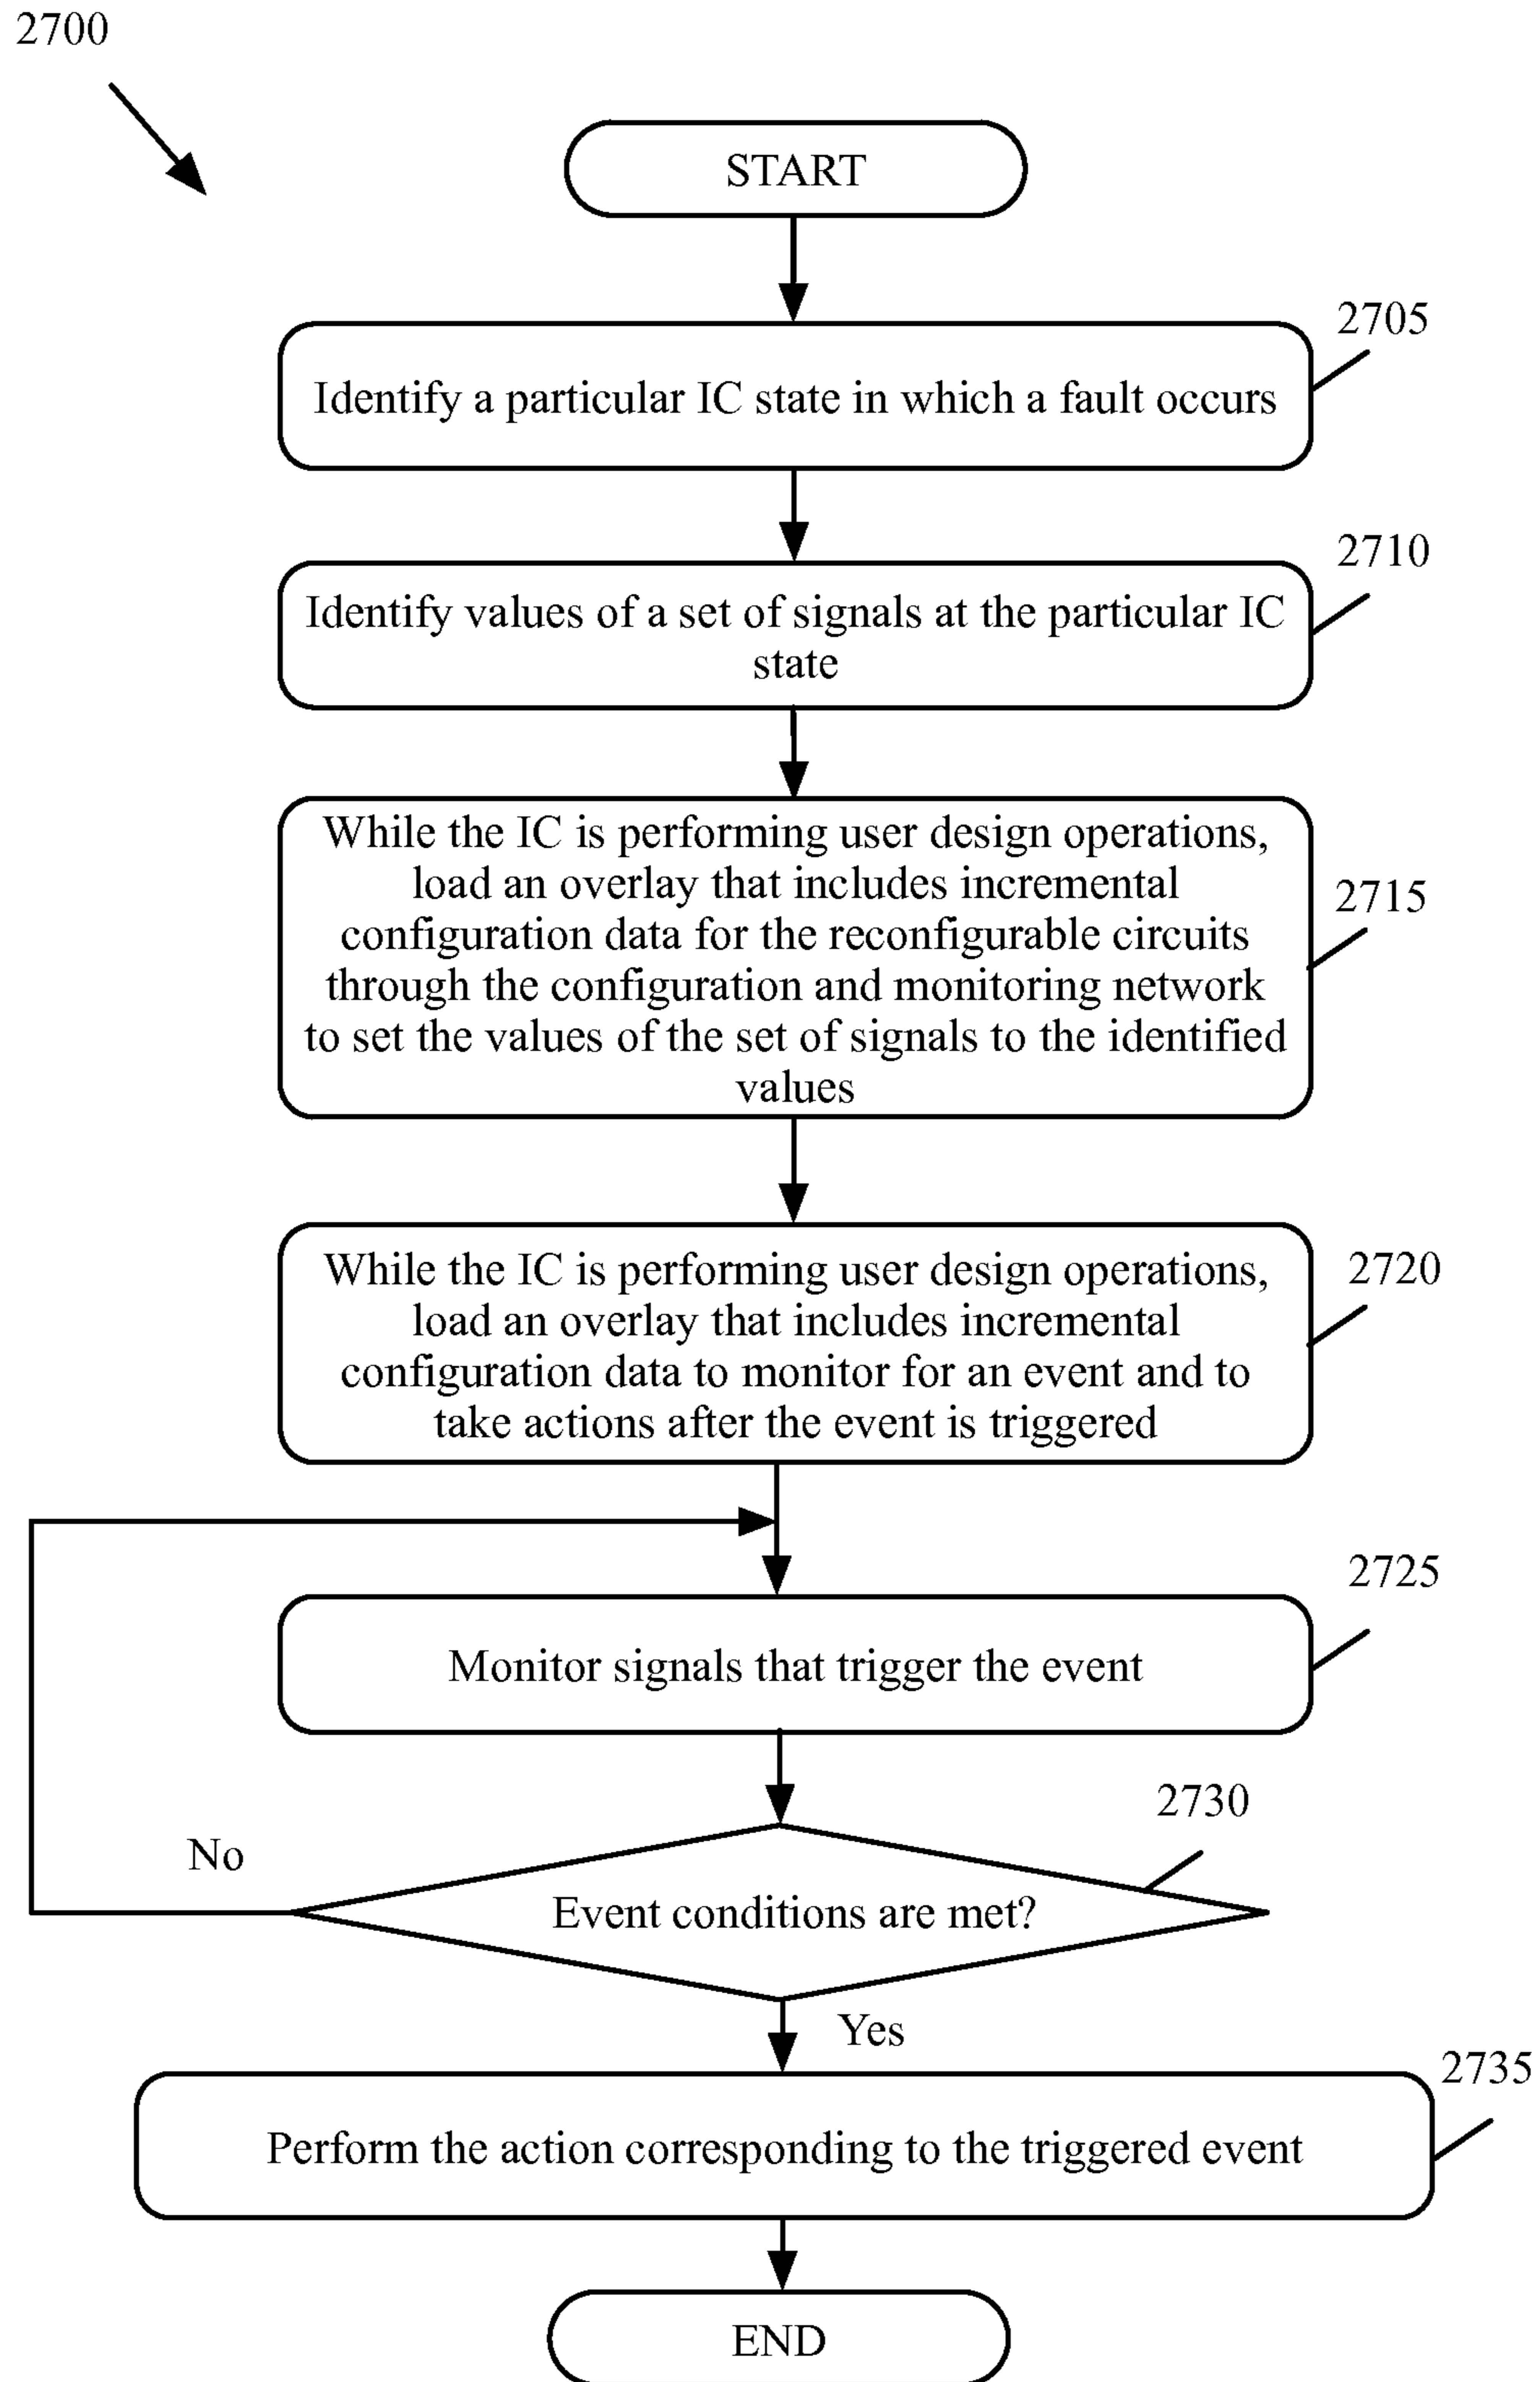 2700
START
2705
Identify a particular IC state in which a fault occurs
2710
Identify values of a set of signals at the particular IC
state
While the IC is performing user design operations,
load an overlay that includes incremental
configuration data for the reconfigurable circuits
through the configuration and monitoring network
to set the values of the set of signals to the identified
values
2715
While the IC is performing user design operations,
load an overlay that includes incremental
configuration data to monitor for an event and to
take actions after the event is triggered
2720
2725
Monitor signals that trigger the event
2730
No
Event conditions are met?
Yes
2735
Perform the action corresponding to the triggered event
END